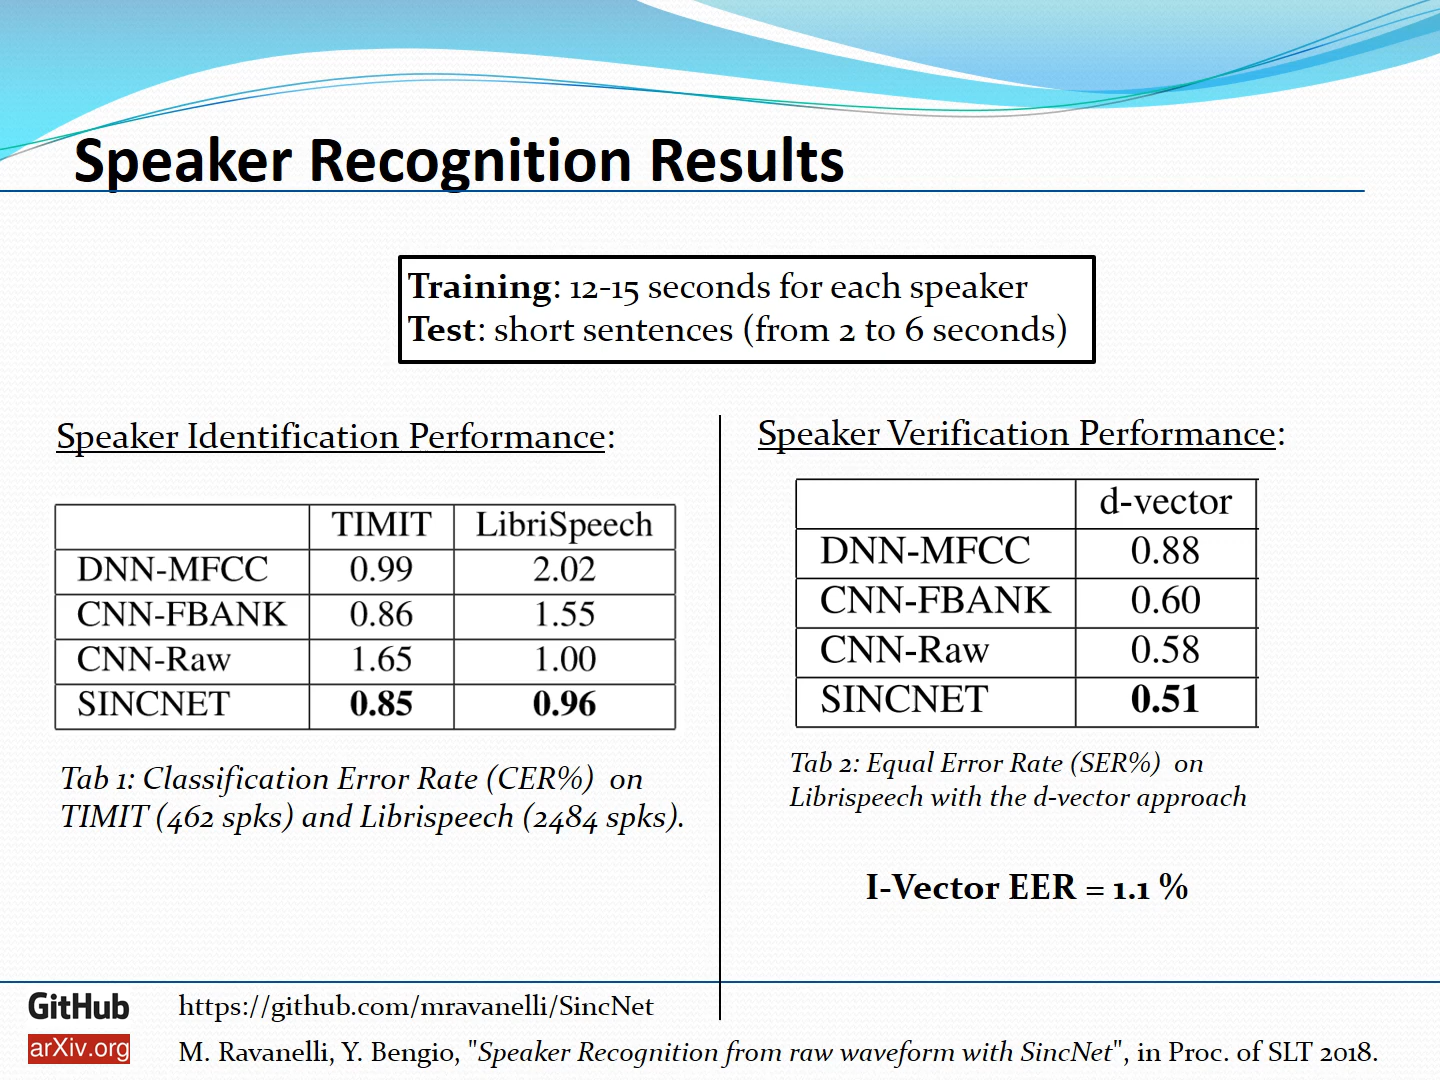 Speaker Recognition Results
Training: 12-15 seconds for each speaker
Test: short sentences (from 2 to 6 seconds)
Speaker Identification Performance:
TIMIT LibriSpeech
DNN-MFCC 0.99 2.02
CNN-FBANK 0.86 1.55
CNN-Raw 1.65 1.00
SINCNET 0.85 0.96
Tab 1: Classification Error Rate (CER%) on
TIMIT (462 spks) and Librispeech (2484 spks).
Speaker Verification Performance:
d-vector
DNN-MFCC 0.88
CNN-FBANK 0.60
CNN-Raw 0.58
SINCNET 0.51
Tab 2: Equal Error Rate (SER%) on
Librispeech with the d-vector approach
I-Vector EER = 1.1 %
GitHub https://github.com/mravanelli/SincNet
arXiv.org M. Ravanelli, Y. Bengio, "Speaker Recognition from raw waveform with SincNet", in Proc. of SLT 2018.